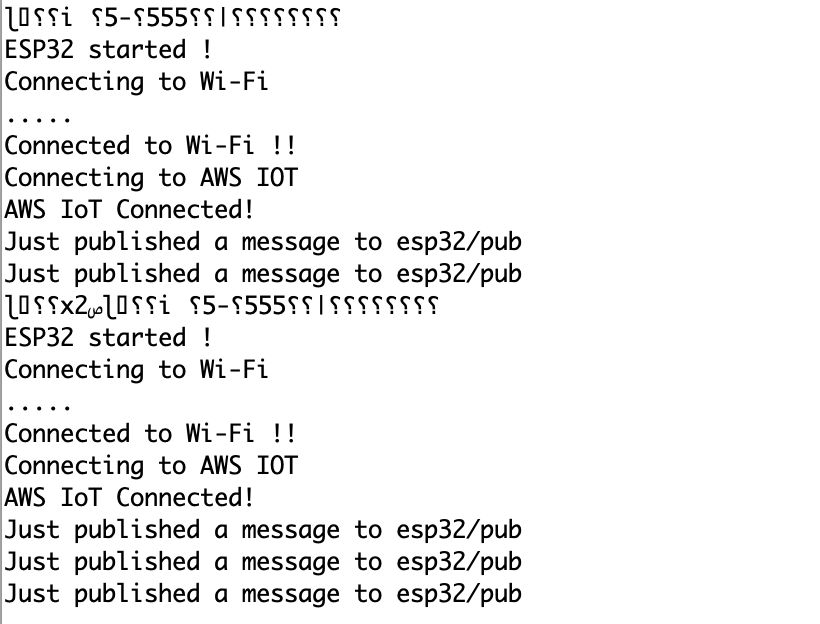 ɩ▯؟؟i ؟5-؟555؟؟|؟؟؟؟؟؟؟؟
ESP32 started !
Connecting to Wi-Fi
.....
Connected to Wi-Fi !!
Connecting to AWS IOT
AWS IoT Connected!
Just published a message to esp32/pub
Just published a message to esp32/pub
ɩ▯؟؟x2صɩ▯؟؟i ؟5-؟555؟؟|؟؟؟؟؟؟؟؟
ESP32 started !
Connecting to Wi-Fi
.....
Connected to Wi-Fi !!
Connecting to AWS IOT
AWS IoT Connected!
Just published a message to esp32/pub
Just published a message to esp32/pub
Just published a message to esp32/pub